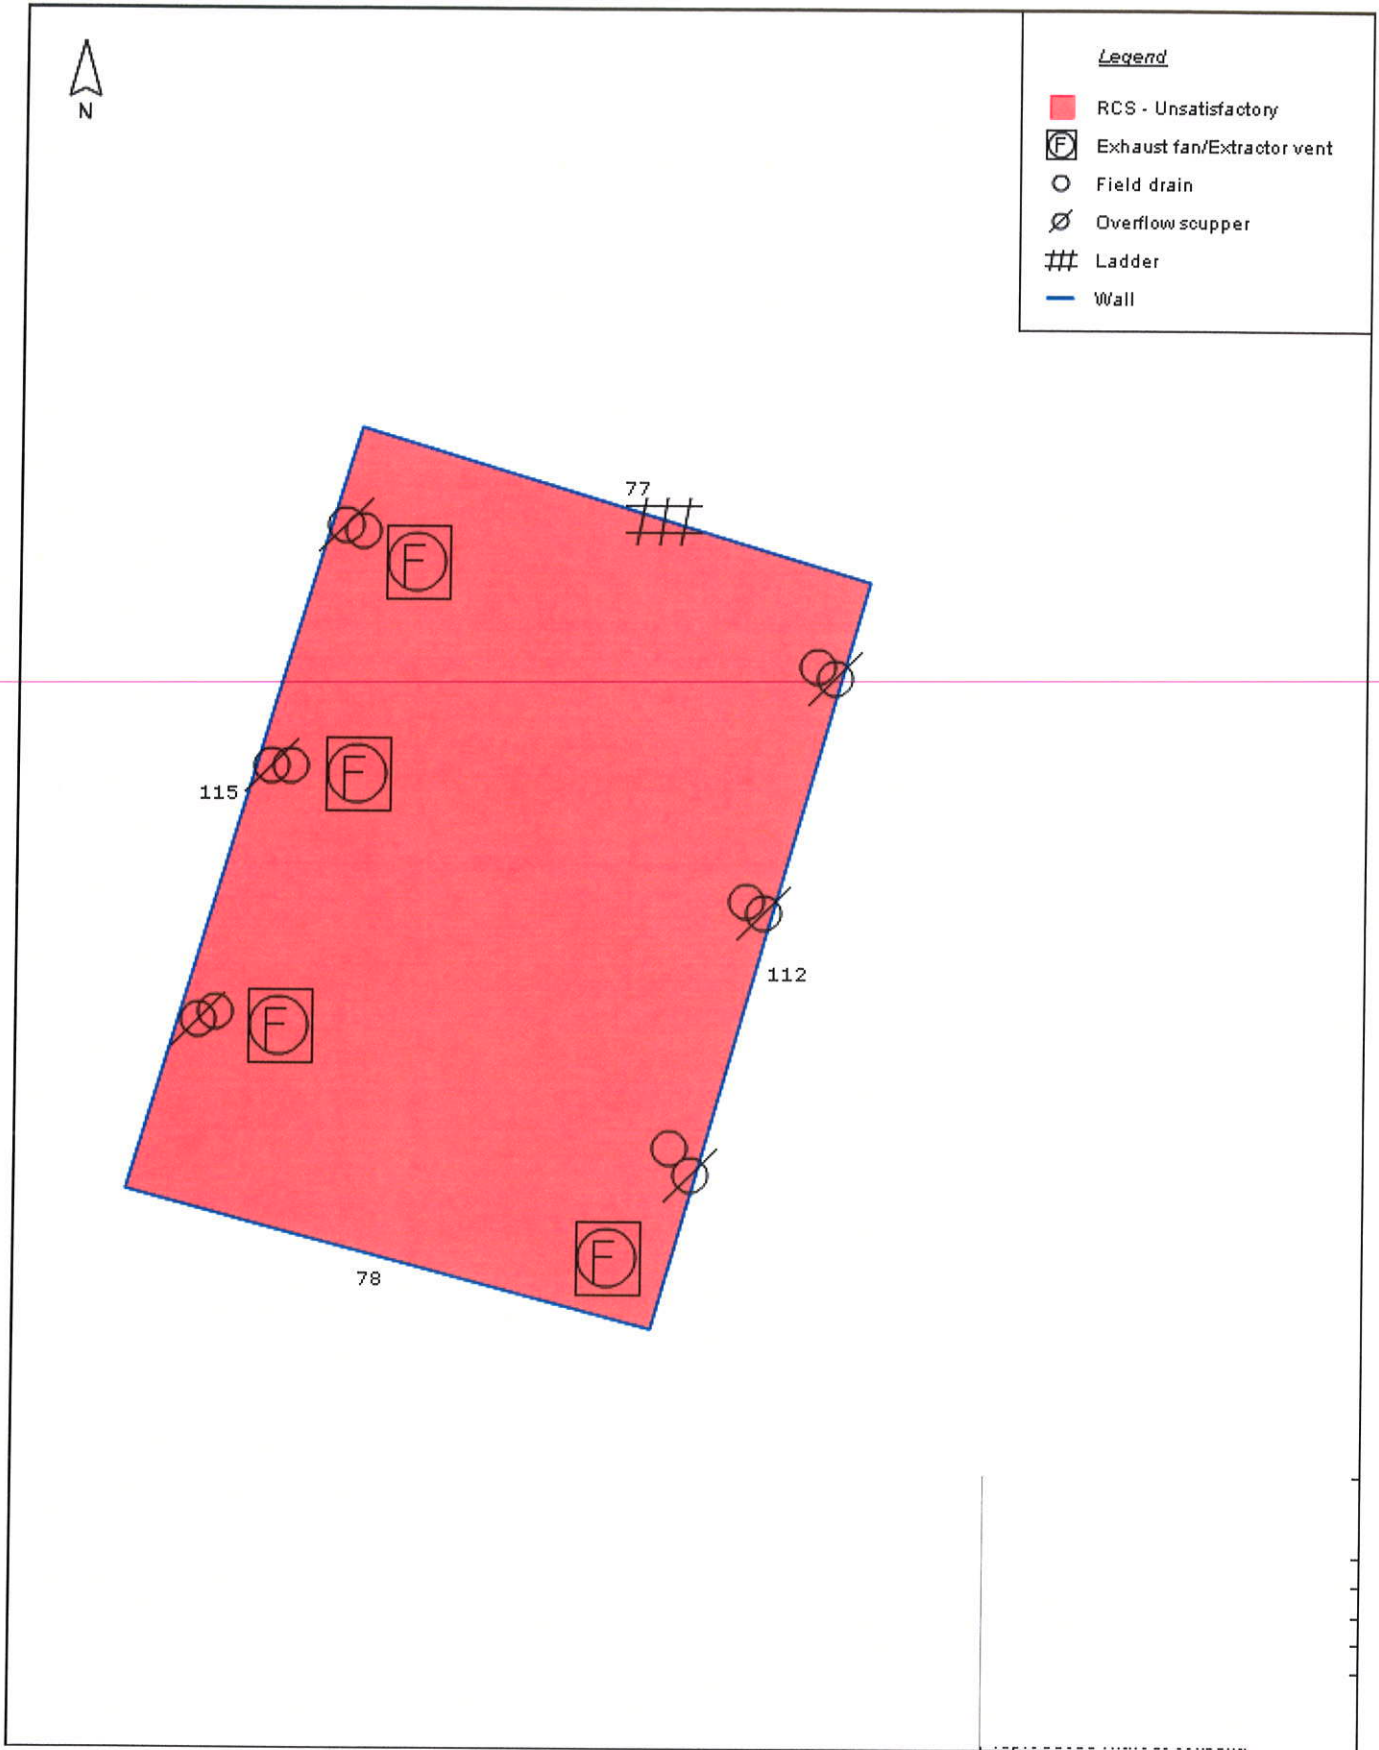 N
Legend
RCS - Unsatisfactory
F Exhaust fan/Extractor vent
Field drain
Overflow scupper
Ladder
Wall
77
F
F
115
112
F
F
78